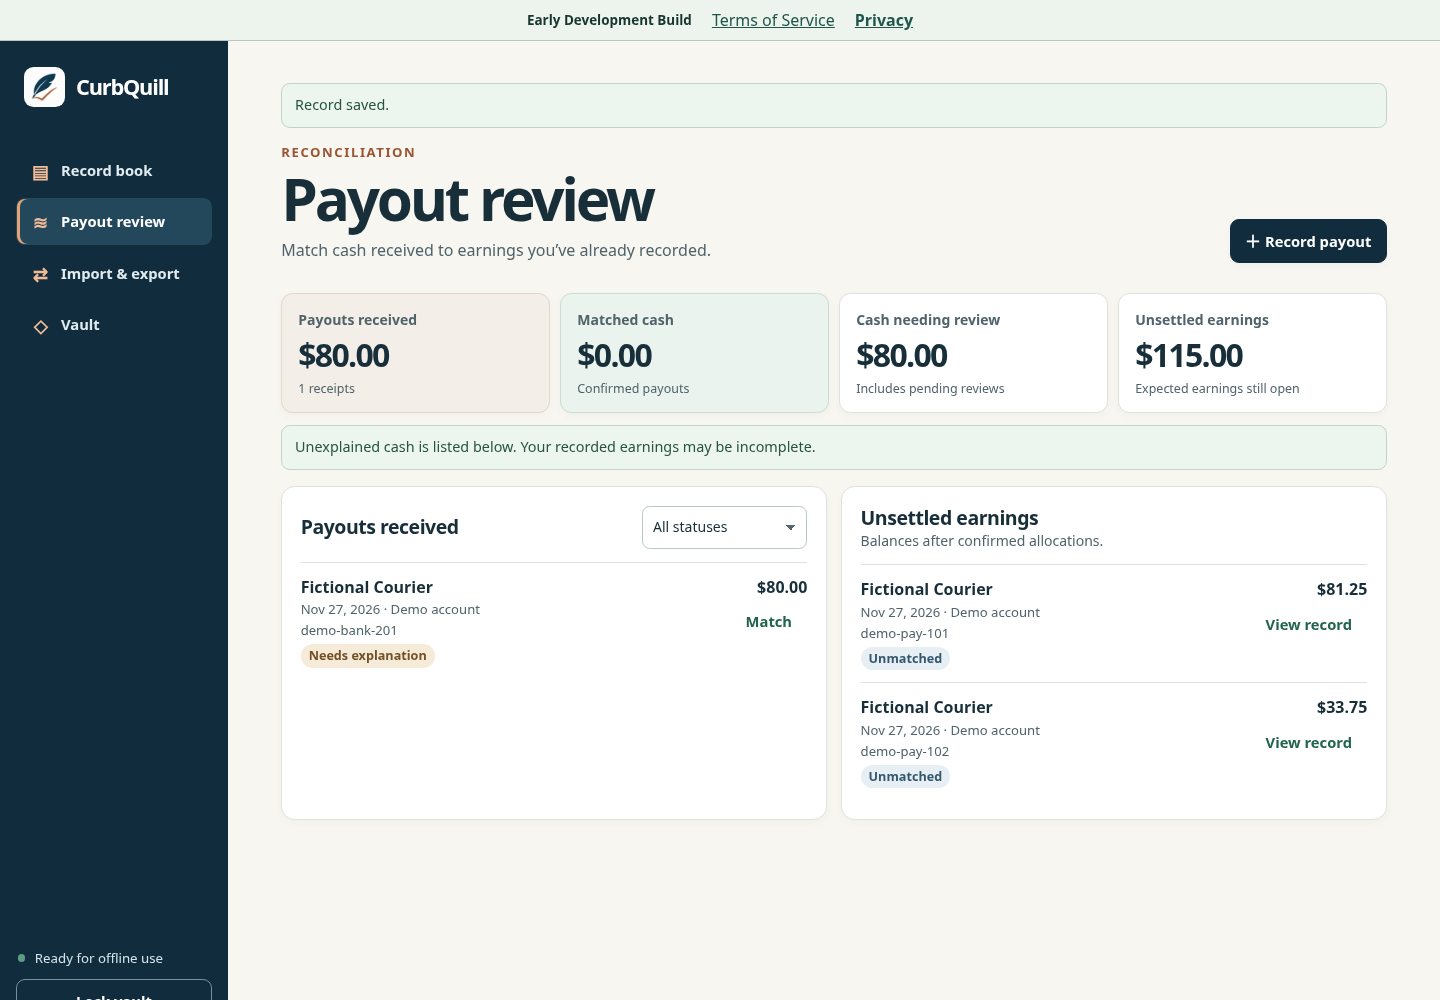 Early Development Build Terms of Service Privacy
CurbQuill
Record book
Payout review
Import & export
Vault
Ready for offline use
Lock vault
Record saved.
RECONCILIATION
Payout review
Match cash received to earnings you’ve already recorded.
+ Record payout
Payouts received
$80.00
1 receipts
Matched cash
$0.00
Confirmed payouts
Cash needing review
$80.00
Includes pending reviews
Unsettled earnings
$115.00
Expected earnings still open
Unexplained cash is listed below. Your recorded earnings may be incomplete.
Payouts received
All statuses
Fictional Courier $80.00
Nov 27, 2026 · Demo account
demo-bank-201
Match
Needs explanation
Unsettled earnings
Balances after confirmed allocations.
Fictional Courier $81.25
Nov 27, 2026 · Demo account
demo-pay-101
View record
Unmatched
Fictional Courier $33.75
Nov 27, 2026 · Demo account
demo-pay-102
View record
Unmatched